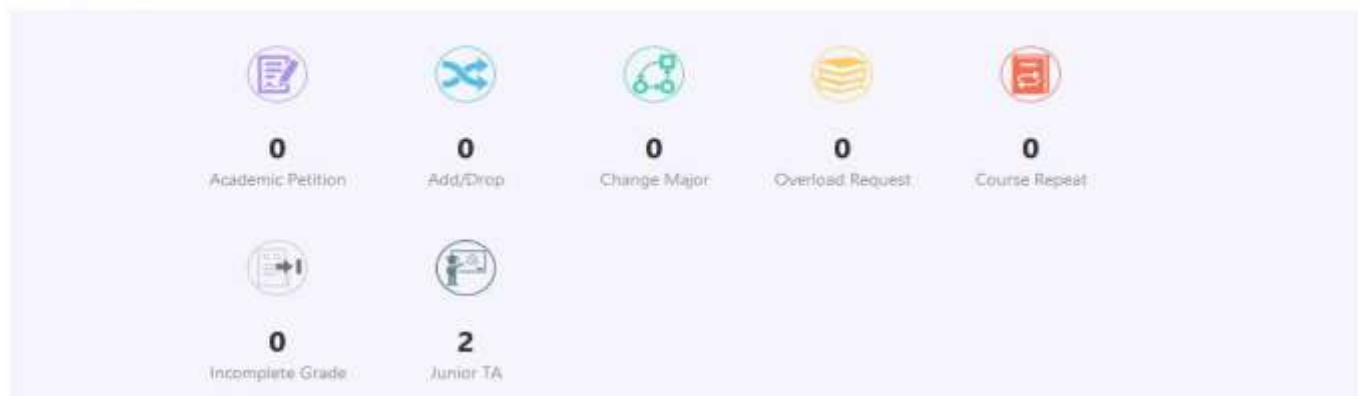 0 0 0 0 0
Academic Petition Add/Drop Change Major Overload Request Course Repeat
0 2
Incomplete Grade Junior TA